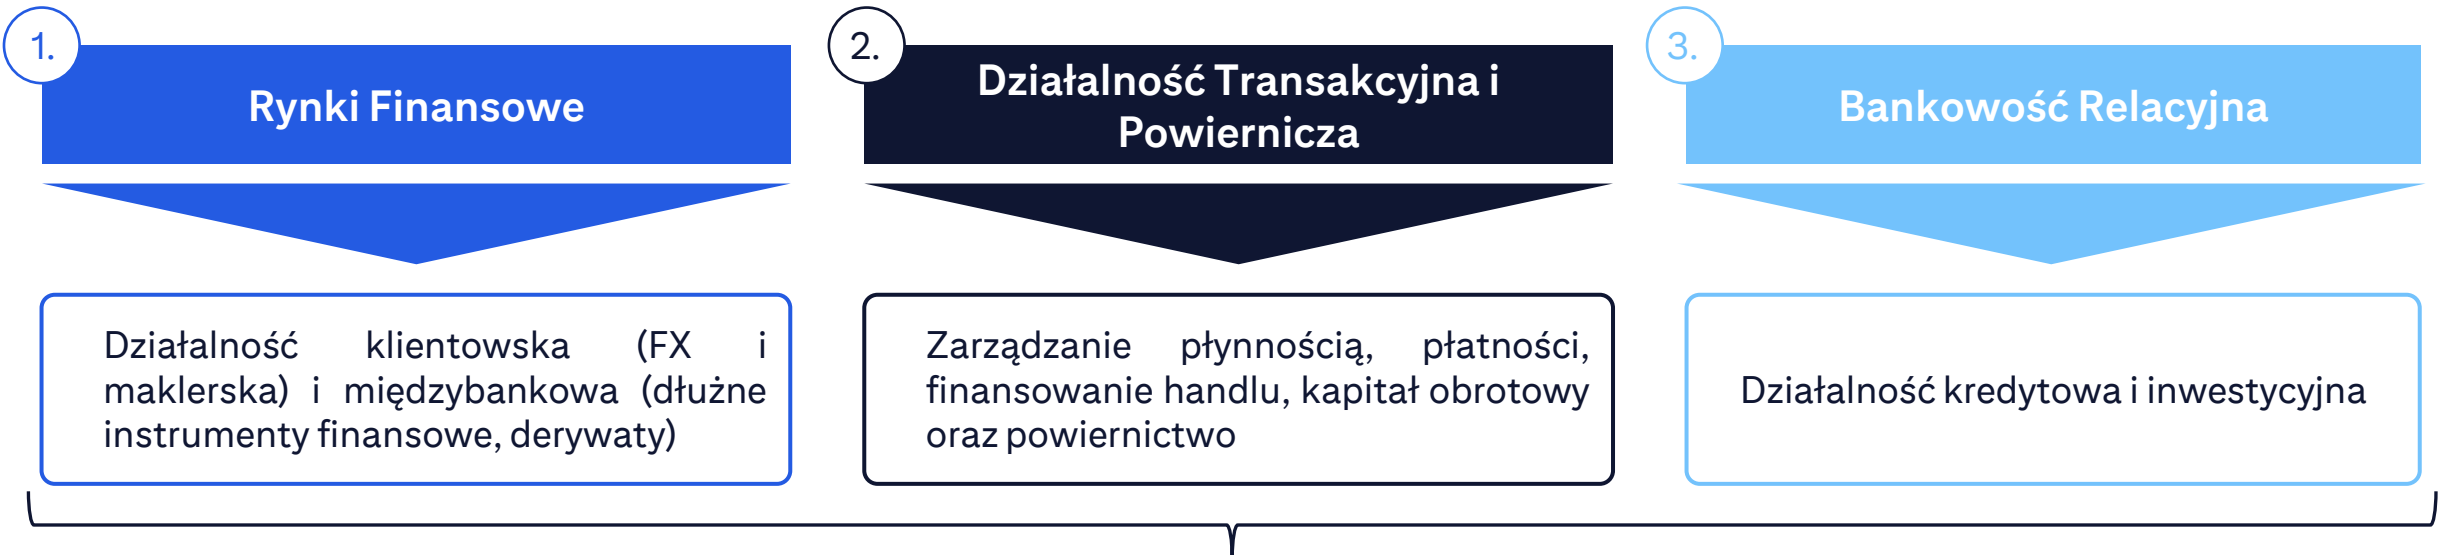 1.
Rynki Finansowe
Działalność klientowska (FX i
maklerska) i międzybankowa (dłużne
instrumenty finansowe, derywaty)
2.
Działalność Transakcyjna i
Powiernicza
Zarządzanie płynnością, płatności,
finansowanie handlu, kapitał obrotowy
oraz powiernictwo
3.
Bankowość Relacyjna
Działalność kredytowa i inwestycyjna